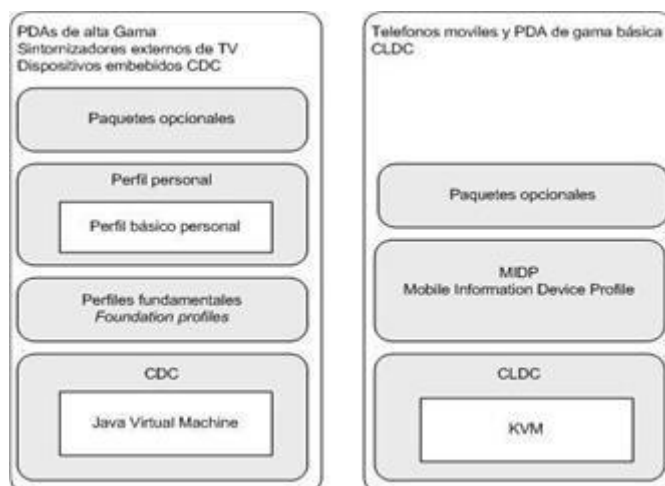 PDAs de alta Gama
Sintornizadores externos de TV
Dispositivos embebidos CDC
Paquetes opcionales
Perfil personal
Perfil básico personal
Perfiles fundamentales
Foundation profiles
CDC
Java Virtual Machine
Telefonos moviles y PDA de gama básica
CLDC
Paquetes opcionales
MIDP
Mobile Information Device Profile
CLDC
KVM